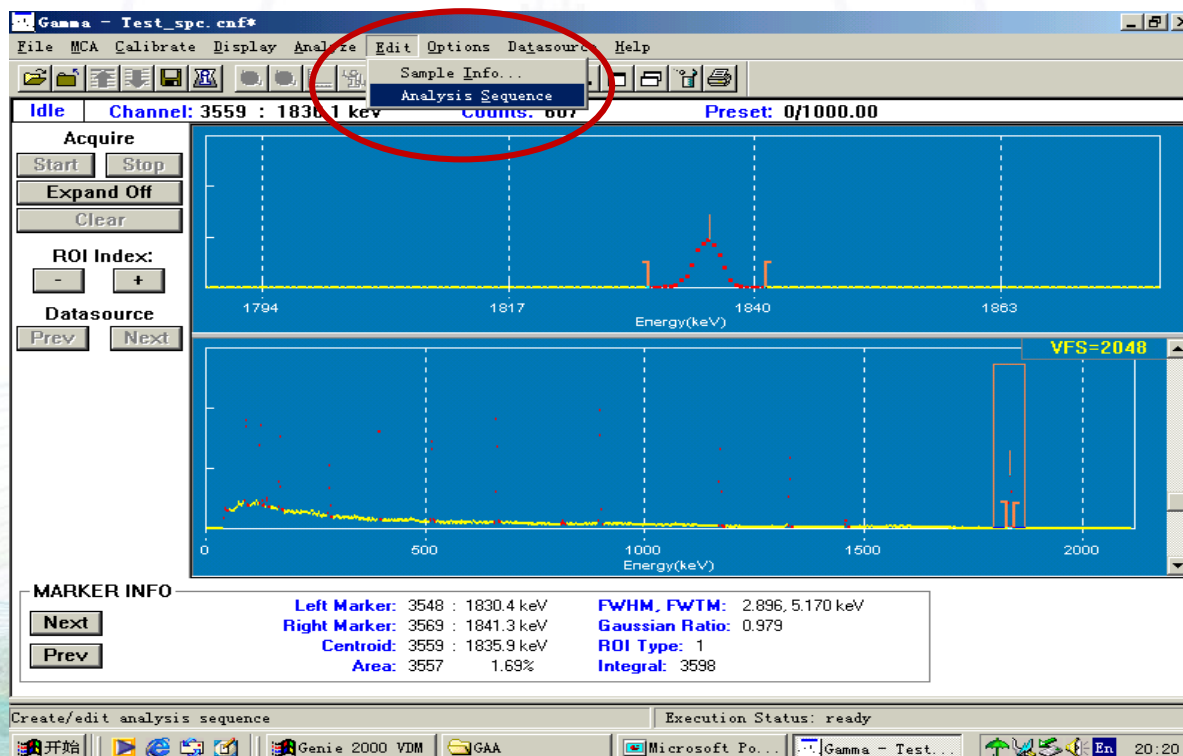 Gamma - Test_spc.cnf*
File MCA Calibrate Display Analyze Edit Options Datasource Help
Sample Info...
Analysis Sequence
Idle Channel: 3559 : 1836.1 keV Counts: 607 Preset: 0/1000.00
Acquire
Start Stop
Expand Off
Clear
ROI Index:
- +
Datasource
Prev Next
1794 1817 1840 1863
Energy(keV)
VFS=2048
0 500 1000 1500 2000
Energy(keV)
MARKER INFO
Next
Prev
Left Marker: 3548 : 1830.4 keV FWHM, FWTM: 2.896, 5.170 keV
Right Marker: 3569 : 1841.3 keV Gaussian Ratio: 0.979
Centroid: 3559 : 1835.9 keV ROI Type: 1
Area: 3557 1.69% Integral: 3598
Create/edit analysis sequence Execution Status: ready
开始 Genie 2000 VDM GAA Microsoft Po... Gamma - Test... En 20:20